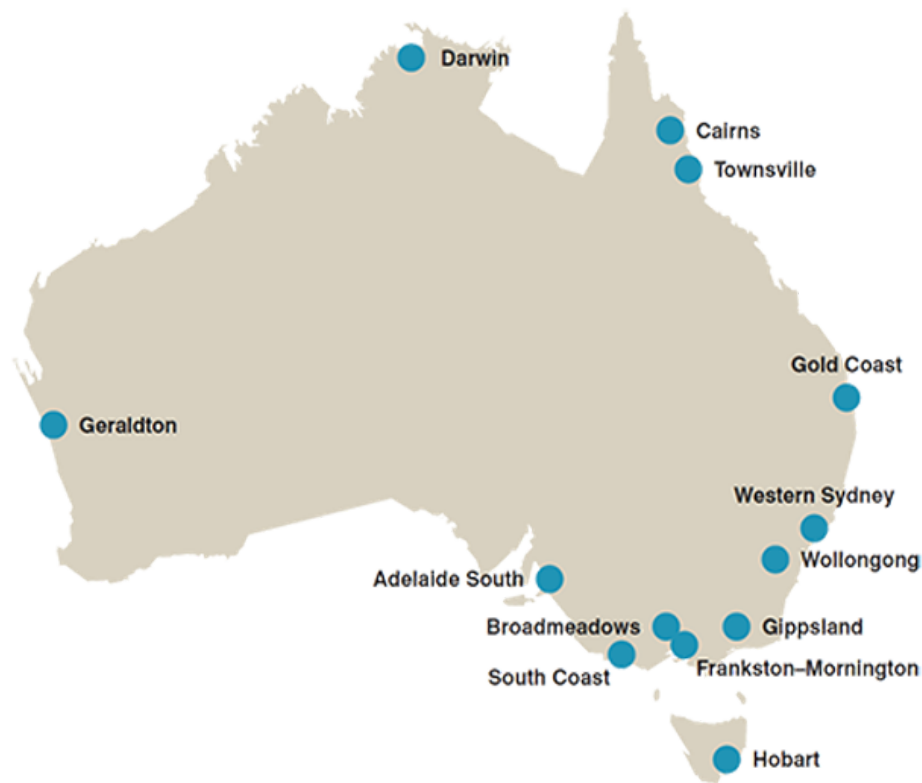 Darwin
Cairns
Townsville
Gold Coast
Geraldton
Western Sydney
Wollongong
Adelaide South
Broadmeadows
Gippsland
Frankston–Mornington
South Coast
Hobart